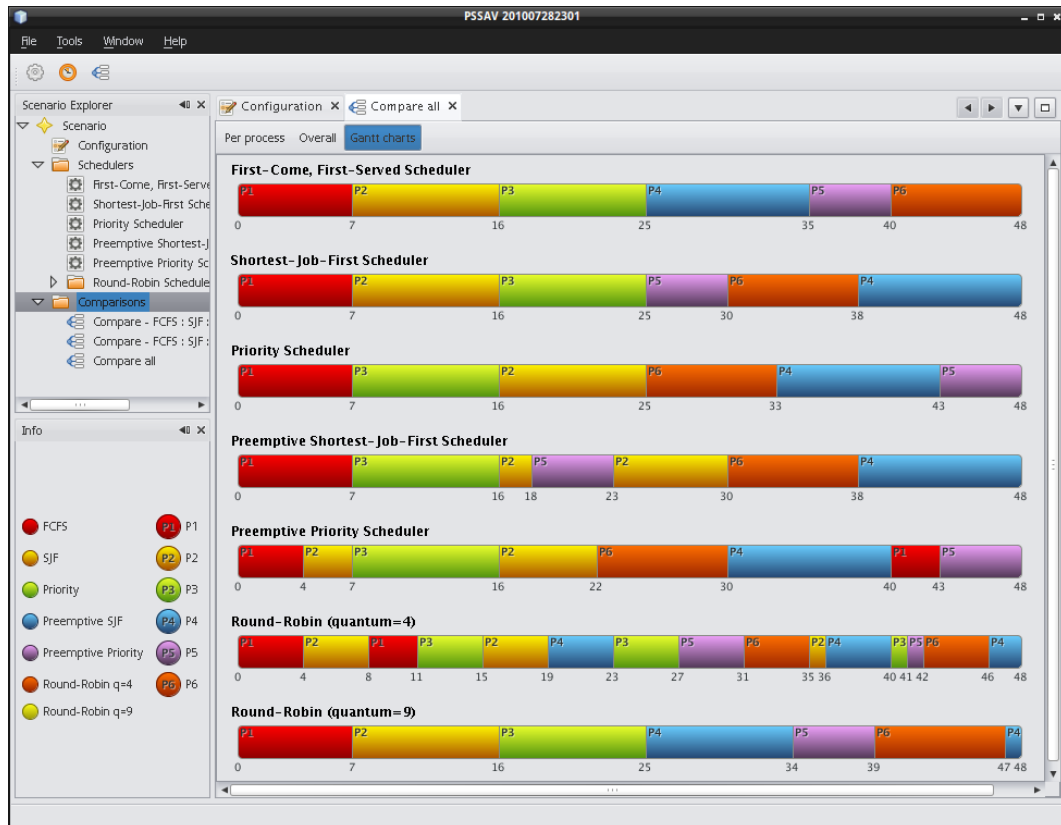 PSSAV 201007282301
File Tools Window Help
Scenario Explorer
Scenario
Configuration
Schedulers
First-Come, First-Serve
Shortest-Job-First Sche
Priority Scheduler
Preemptive Shortest-J
Preemptive Priority Sc
Round-Robin Schedule
Comparisons
Compare - FCFS : SJF :
Compare - FCFS : SJF :
Compare all
Info
FCFS P1 P1
SJF P2 P2
Priority P3 P3
Preemptive SJF P4 P4
Preemptive Priority P5 P5
Round-Robin q=4 P6 P6
Round-Robin q=9
Configuration Compare all
Per process Overall Gantt charts
First-Come, First-Served Scheduler
P1 P2 P3 P4 P5 P6
0 7 16 25 35 40 48
Shortest-Job-First Scheduler
P1 P2 P3 P5 P6 P4
0 7 16 25 30 38 48
Priority Scheduler
P1 P3 P2 P6 P4 P5
0 7 16 25 33 43 48
Preemptive Shortest-Job-First Scheduler
P1 P3 P2 P5 P2 P6 P4
0 7 16 18 23 30 38 48
Preemptive Priority Scheduler
P1 P2 P3 P2 P6 P4 P1 P5
0 4 7 16 22 30 40 43 48
Round-Robin (quantum=4)
P1 P2 P1 P3 P2 P4 P3 P5 P6 P2 P4 P3 P5 P6 P4
0 4 8 11 15 19 23 27 31 35 36 40 41 42 46 48
Round-Robin (quantum=9)
P1 P2 P3 P4 P5 P6 P4
0 7 16 25 34 39 47 48